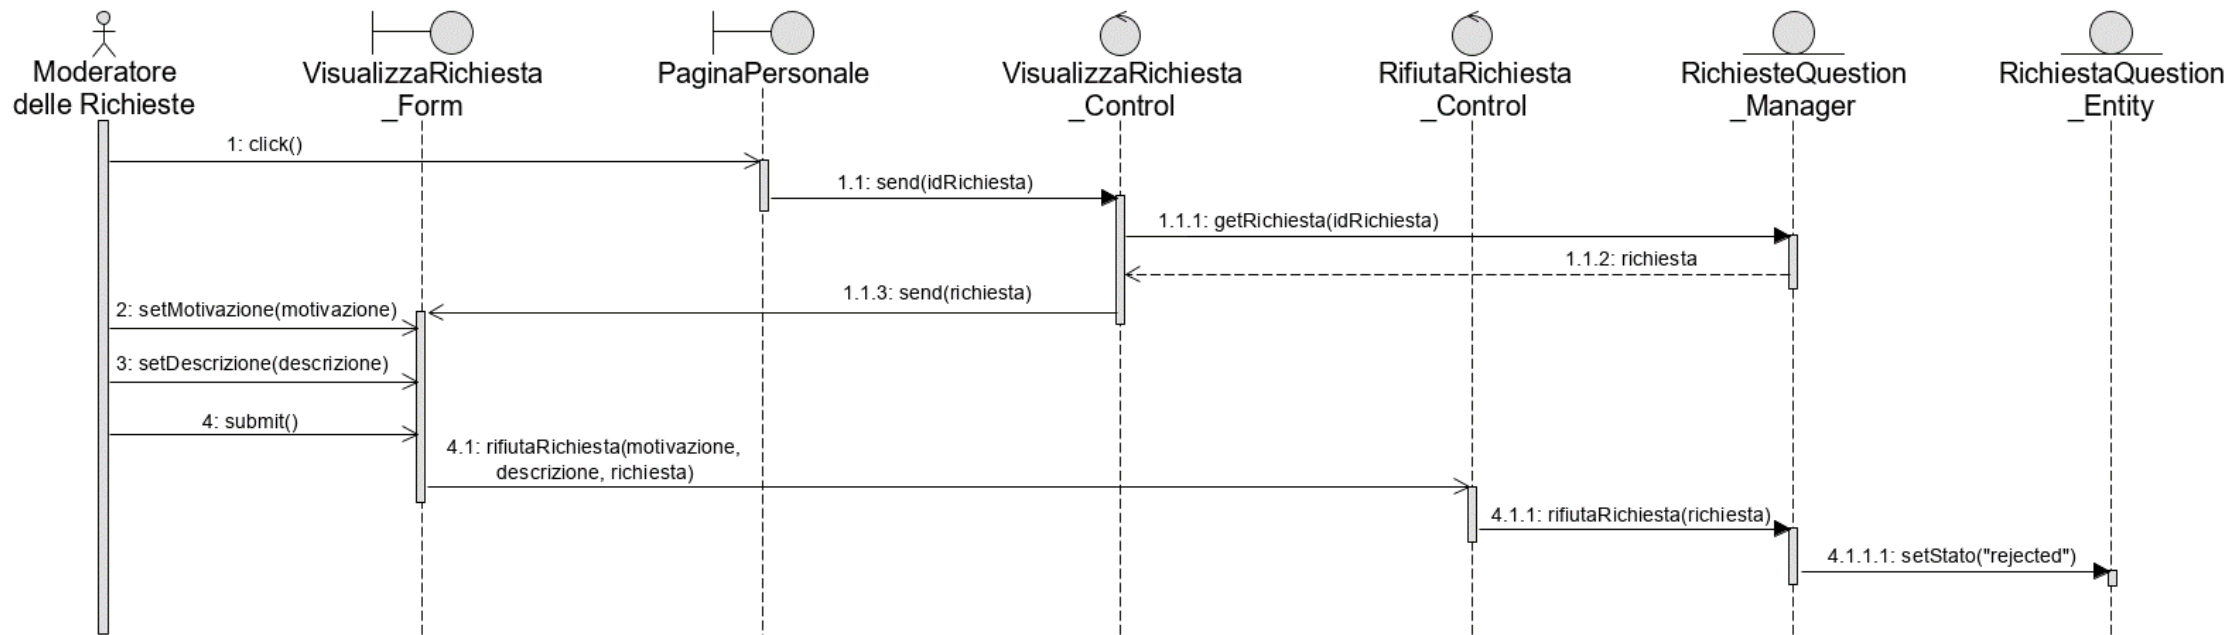 Moderatore
delle Richieste
VisualizzaRichiesta
_Form
PaginaPersonale
VisualizzaRichiesta
_Control
RifiutaRichiesta
_Control
RichiesteQuestion
_Manager
RichiestaQuestion
_Entity
1: click()
1.1: send(idRichiesta)
1.1.1: getRichiesta(idRichiesta)
1.1.2: richiesta
1.1.3: send(richiesta)
2: setMotivazione(motivazione)
3: setDescrizione(descrizione)
4: submit()
4.1: rifiutaRichiesta(motivazione,
descrizione, richiesta)
4.1.1: rifiutaRichiesta(richiesta)
4.1.1.1: setStato("rejected")